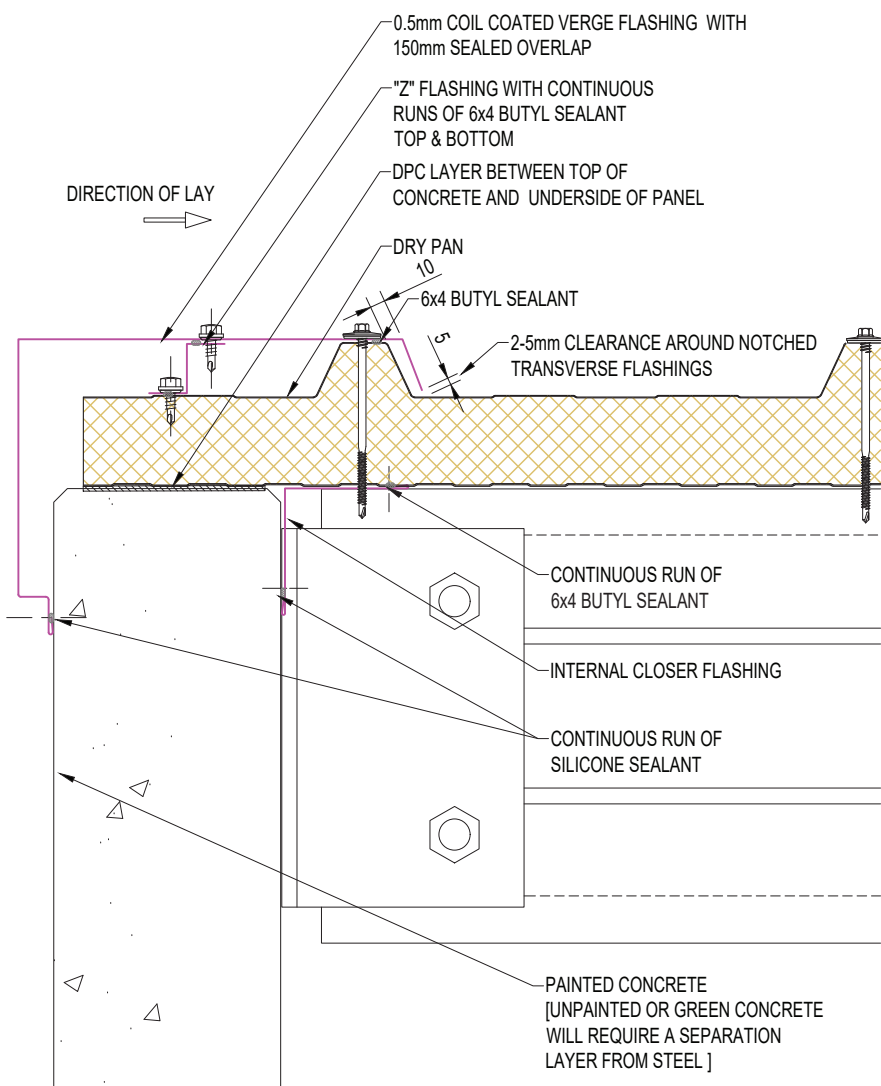 0.5mm COIL COATED VERGE FLASHING WITH
150mm SEALED OVERLAP
"Z" FLASHING WITH CONTINUOUS
RUNS OF 6x4 BUTYL SEALANT
TOP & BOTTOM
DIRECTION OF LAY
DPC LAYER BETWEEN TOP OF
CONCRETE AND UNDERSIDE OF PANEL
DRY PAN
10
6x4 BUTYL SEALANT
5
2-5mm CLEARANCE AROUND NOTCHED
TRANSVERSE FLASHINGS
CONTINUOUS RUN OF
6x4 BUTYL SEALANT
INTERNAL CLOSER FLASHING
CONTINUOUS RUN OF
SILICONE SEALANT
PAINTED CONCRETE
[UNPAINTED OR GREEN CONCRETE
WILL REQUIRE A SEPARATION
LAYER FROM STEEL ]